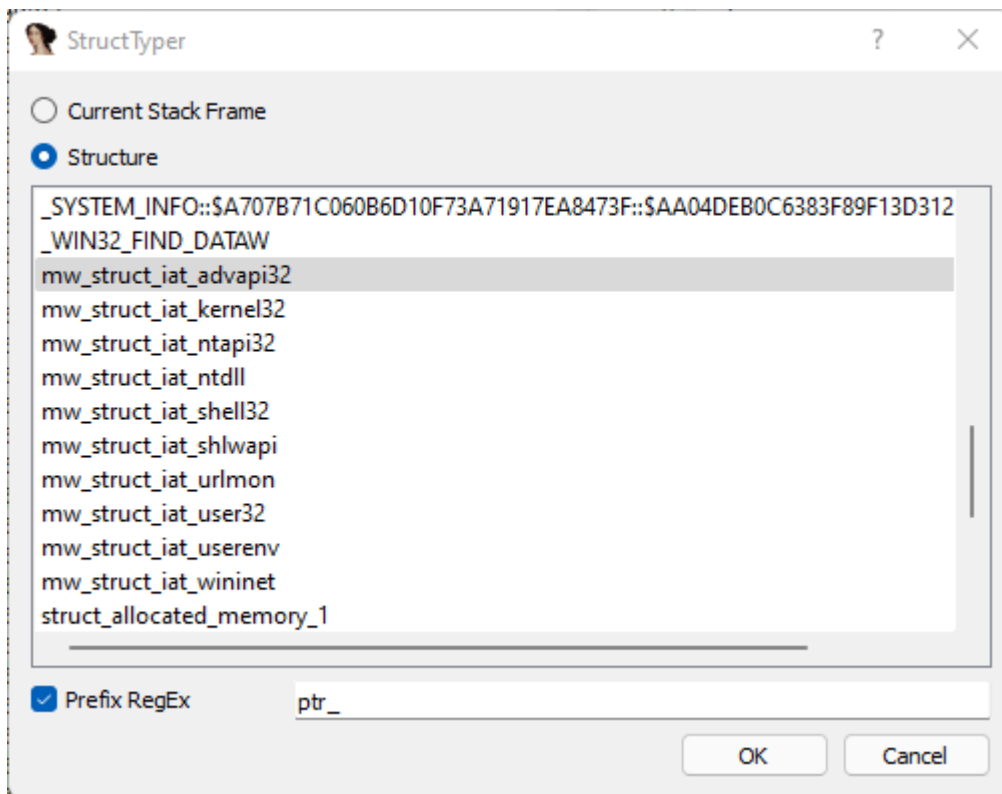 StructTyper
Current Stack Frame
Structure
_SYSTEM_INFO::$A707B71C060B6D10F73A71917EA8473F::$AA04DEB0C6383F89F13D312
_WIN32_FIND_DATAW
mw_struct_iat_advapi32
mw_struct_iat_kernel32
mw_struct_iat_ntapi32
mw_struct_iat_ntdll
mw_struct_iat_shell32
mw_struct_iat_shlwapi
mw_struct_iat_urlmon
mw_struct_iat_user32
mw_struct_iat_userenv
mw_struct_iat_wininet
struct_allocated_memory_1
Prefix RegEx ptr_
OK Cancel